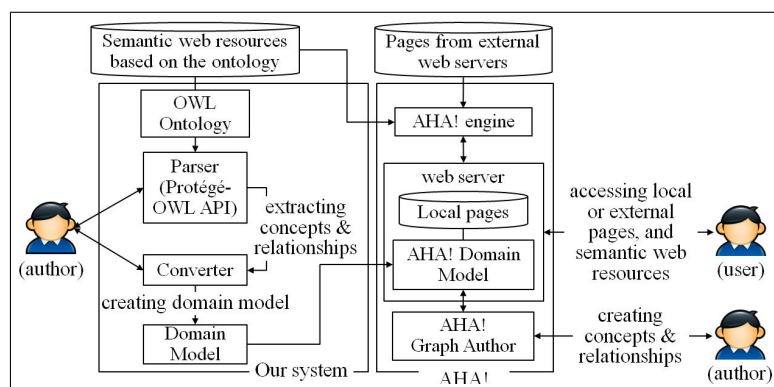 Semantic web resources
based on the ontology
Pages from external
web servers
OWL
Ontology
Parser
(Protégé-
OWL API)
extracting
concepts &
relationships
(author)
Converter
creating domain model
Domain
Model
Our system
AHA! engine
web server
Local pages
AHA! Domain
Model
AHA!
Graph Author
AHA!
accessing local
or external
pages, and
semantic web
resources
(user)
creating
concepts &
relationships
(author)